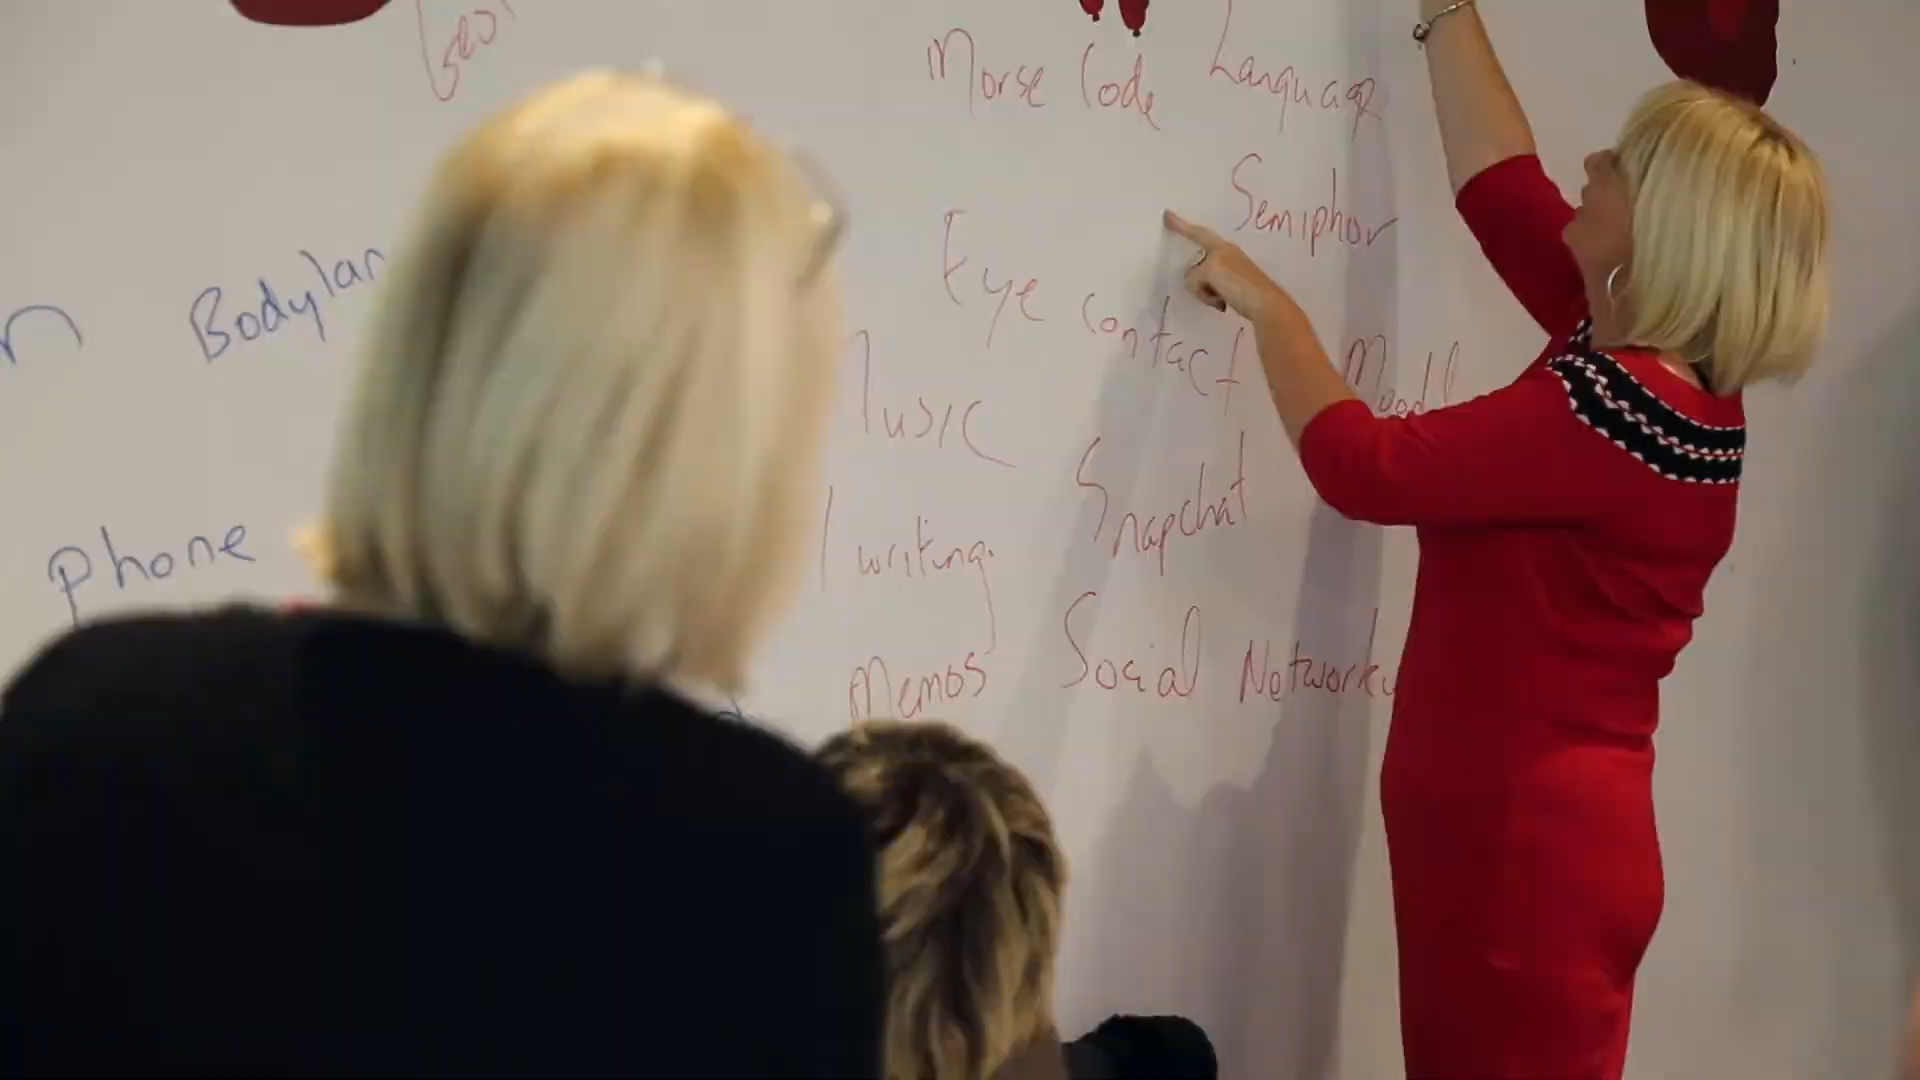 Morse Code Language
Semiphor
Bodylan
Eye contact
Music
phone
writing
Snapchat
Memos
Social Network